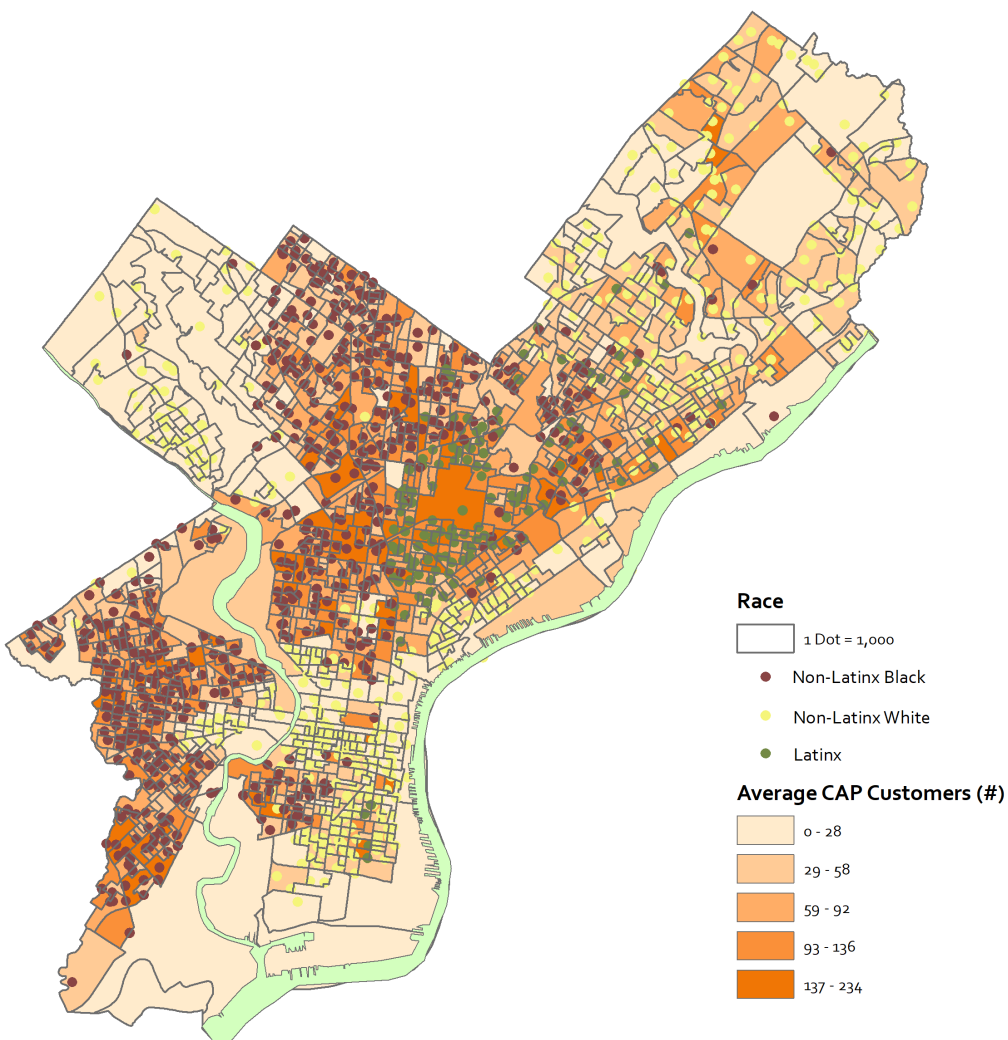 Race
1 Dot = 1,000
Non-Latinx Black
Non-Latinx White
Latinx
Average CAP Customers (#)
0 - 28
29 - 58
59 - 92
93 - 136
137 - 234